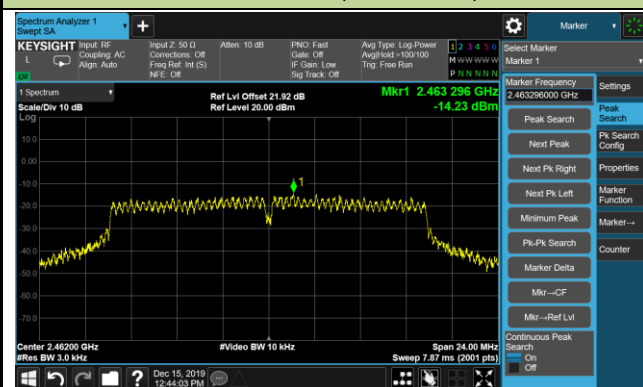 Spectrum Analyzer 1
Swept SA
Marker
KEYSIGHT
L
LXI
Input: RF
Coupling: AC
Align: Auto
Input Z: 50 Ω
Corrections: Off
Freq Ref: Int (S)
NFE: Off
Atten: 10 dB
PNO: Fast
Gate: Off
IF Gain: Low
Sig Track: Off
Avg Type: Log-Power
Avg|Hold:>100/100
Trig: Free Run
1 2 3 4 5 6
M W W W W W
P N N N N N
Select Marker
Marker 1
1 Spectrum
Scale/Div 10 dB
Log
Ref Lvl Offset 21.92 dB
Ref Level 20.00 dBm
Mkr1 2.463 296 GHz
-14.23 dBm
10.0
0.00
-10.0
-20.0
-30.0
-40.0
-50.0
-60.0
-70.0
1
Center 2.46200 GHz
#Res BW 3.0 kHz
#Video BW 10 kHz
Span 24.00 MHz
Sweep 7.87 ms (2001 pts)
Marker Frequency
2.463296000 GHz
Peak Search
Next Peak
Next Pk Right
Next Pk Left
Minimum Peak
Pk-Pk Search
Marker Delta
Mkr→CF
Mkr→Ref Lvl
Continuous Peak
Search
On
Off
Settings
Peak
Search
Pk Search
Config
Properties
Marker
Function
Marker→
Counter
?
Dec 15, 2019
12:44:03 PM